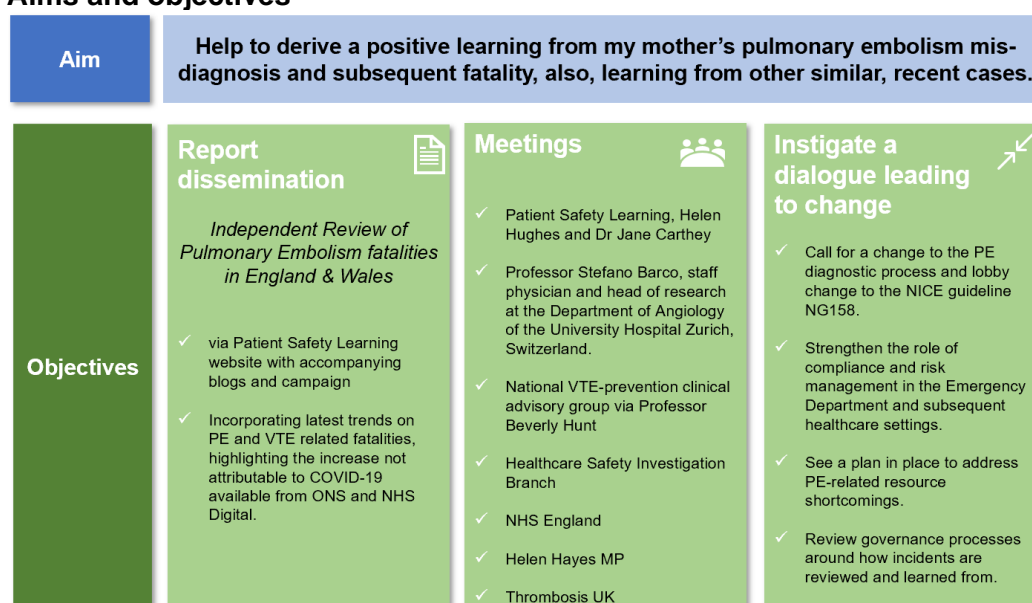 Aims and objectives
Aim
Help to derive a positive learning from my mother's pulmonary embolism mis-
diagnosis and subsequent fatality, also, learning from other similar, recent cases.
Objectives
Report
dissemination
Independent Review of
Pulmonary Embolism fatalities
in England & Wales
✓ via Patient Safety Learning
website with accompanying
blogs and campaign
✓ Incorporating latest trends on
PE and VTE related fatalities,
highlighting the increase not
attributable to COVID-19
available from ONS and NHS
Digital.
Meetings
✓ Patient Safety Learning, Helen
Hughes and Dr Jane Carthey
✓ Professor Stefano Barco, staff
physician and head of research
at the Department of Angiology
of the University Hospital Zurich,
Switzerland.
✓ National VTE-prevention clinical
advisory group via Professor
Beverly Hunt
✓ Healthcare Safety Investigation
Branch
✓ NHS England
✓ Helen Hayes MP
✓ Thrombosis UK
Instigate a
dialogue leading
to change
✓ Call for a change to the PE
diagnostic process and lobby
change to the NICE guideline
NG158.
✓ Strengthen the role of
compliance and risk
management in the Emergency
Department and subsequent
healthcare settings.
✓ See a plan in place to address
PE-related resource
shortcomings.
✓ Review governance processes
around how incidents are
reviewed and learned from.